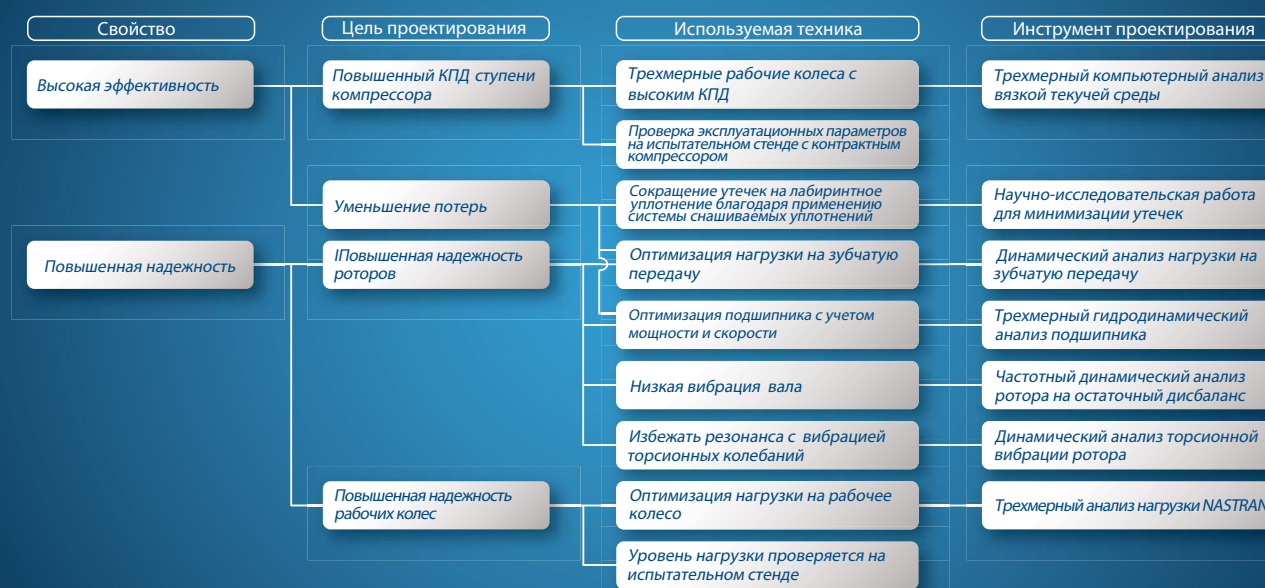 Свойство
Цель проектирования
Используемая техника
Инструмент проектирования
Высокая эффективность
Повышенный КПД ступени
компрессора
Трехмерные рабочие колеса с
высоким КПД
Трехмерный компьютерный анализ
вязкой текучей среды
Проверка эксплуатационных параметров
на испытательном стенде с контрактным
компрессором
Уменьшение потерь
Сокращение утечек на лабиринтное
уплотнение благодаря применению
системы снашиваемых уплотнений
Научно-исследовательская работа
для минимизации утечек
Повышенная надежность
IПовышенная надежность
роторов
Оптимизация нагрузки на зубчатую
передачу
Динамический анализ нагрузки на
зубчатую передачу
Оптимизация подшипника с учетом
мощности и скорости
Трехмерный гидродинамический
анализ подшипника
Низкая вибрация вала
Частотный динамический анализ
ротора на остаточный дисбаланс
Избежать резонанса с вибрацией
торсионных колебаний
Динамический анализ торсионной
вибрации ротора
Повышенная надежность
рабочих колес
Оптимизация нагрузки на рабочее
колесо
Трехмерный анализ нагрузки NASTRAN
Уровень нагрузки проверяется на
испытательном стенде